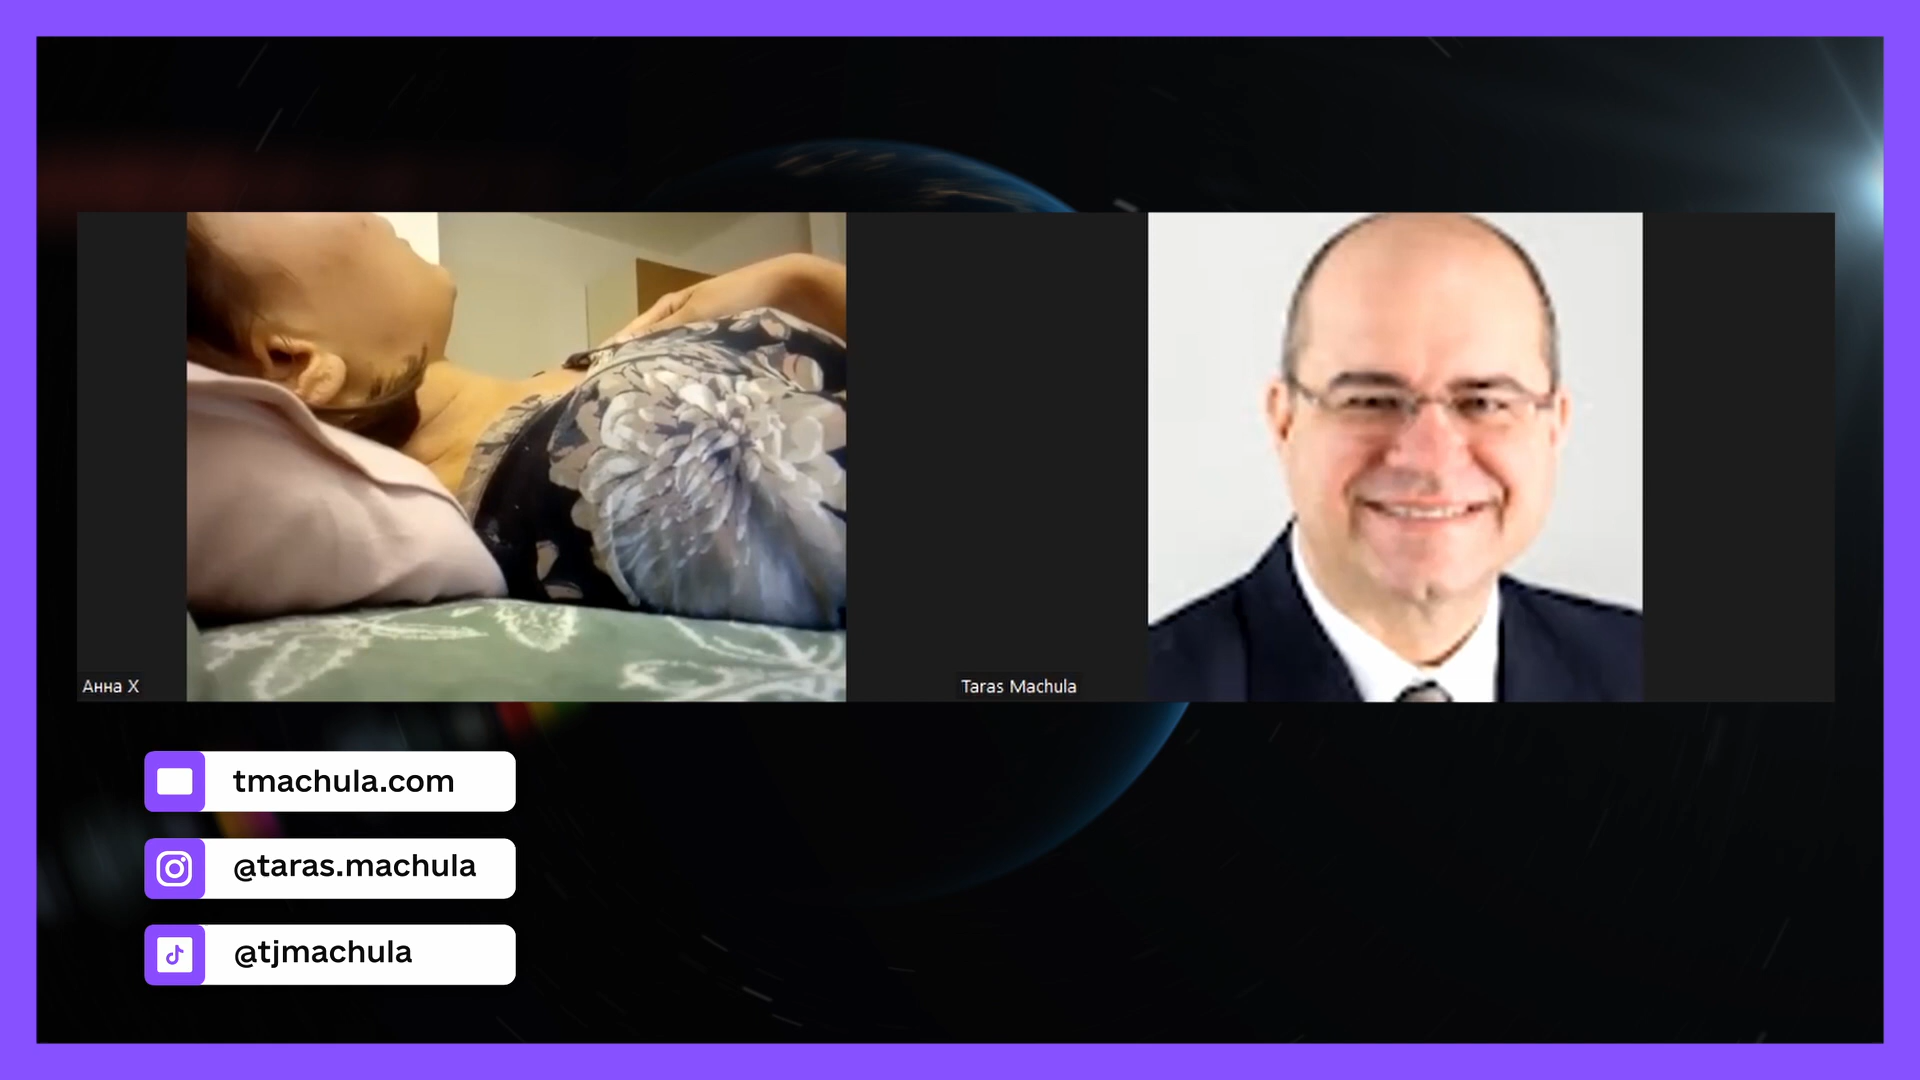 Анна Х
Taras Machula
tmachula.com
@taras.machula
@tjmachula